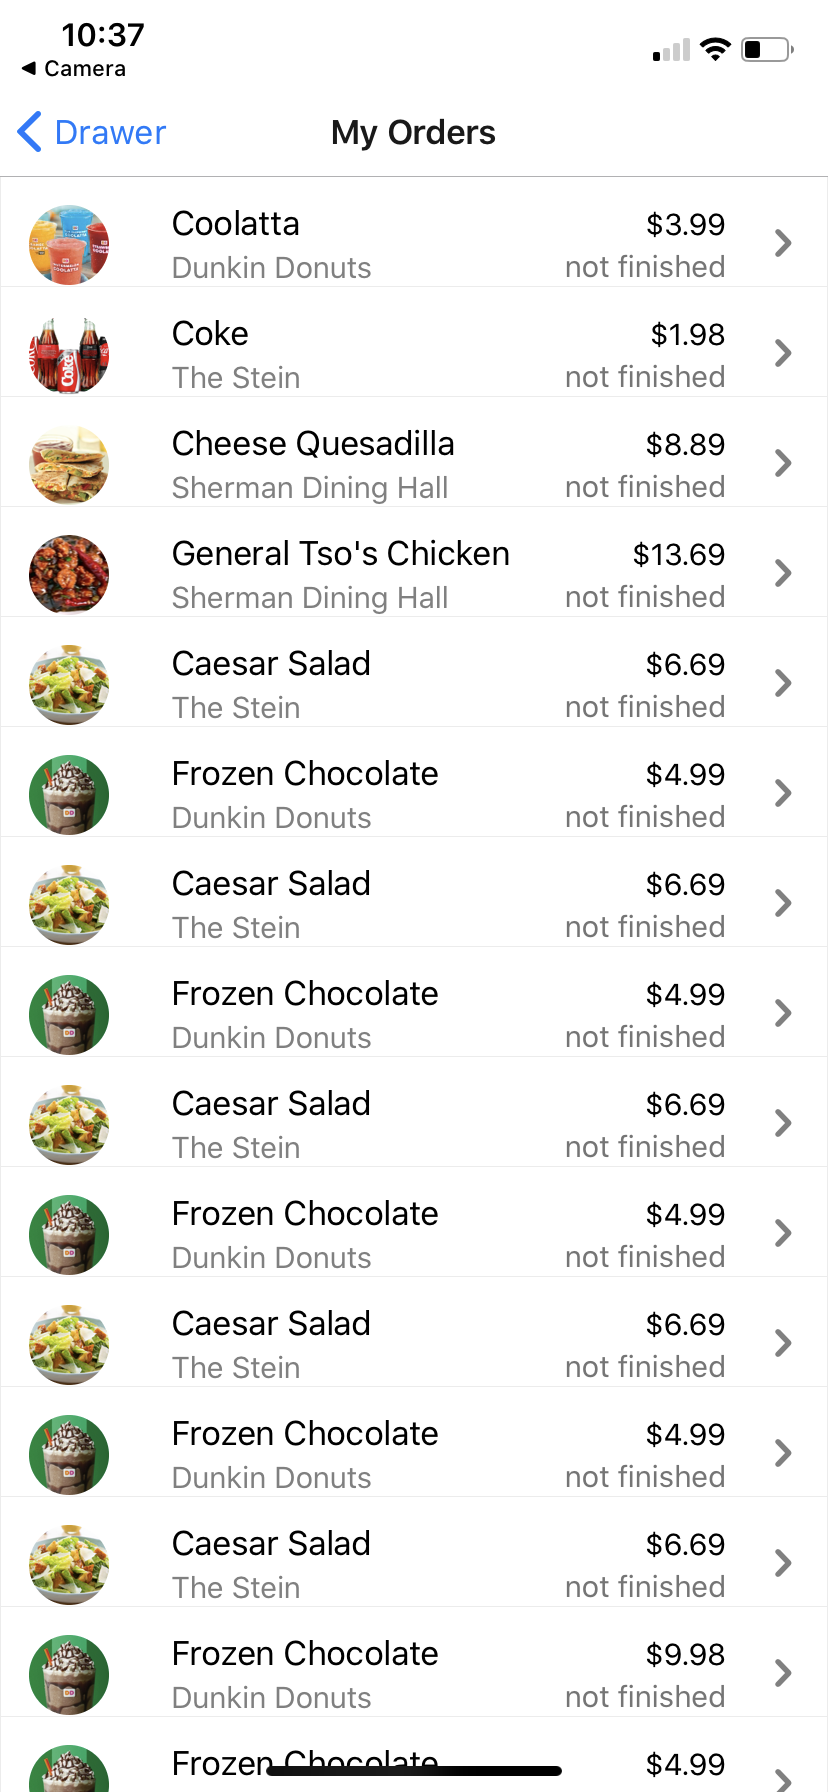 10:37
◀ Camera
Drawer
My Orders
Coolatta
$3.99
Dunkin Donuts
not finished
Coke
$1.98
The Stein
not finished
Cheese Quesadilla
$8.89
Sherman Dining Hall
not finished
General Tso's Chicken
$13.69
Sherman Dining Hall
not finished
Caesar Salad
$6.69
The Stein
not finished
Frozen Chocolate
$4.99
Dunkin Donuts
not finished
Caesar Salad
$6.69
The Stein
not finished
Frozen Chocolate
$4.99
Dunkin Donuts
not finished
Caesar Salad
$6.69
The Stein
not finished
Frozen Chocolate
$4.99
Dunkin Donuts
not finished
Caesar Salad
$6.69
The Stein
not finished
Frozen Chocolate
$4.99
Dunkin Donuts
not finished
Caesar Salad
$6.69
The Stein
not finished
Frozen Chocolate
$9.98
Dunkin Donuts
not finished
Frozen Chocolate
$4.99